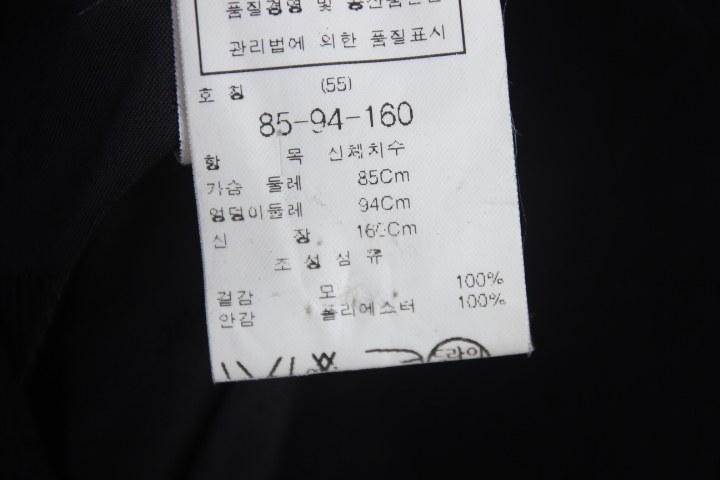 품질경영 및 공산품안전
관리법에 의한 품질표시
호 칭 (55)
85-94-160
항 목 신체치수
가슴 둘레 85Cm
엉덩이둘레 94Cm
신 장 160Cm
조 성 섬 유
겉감 모 100%
안감 폴리에스터 100%
드라이